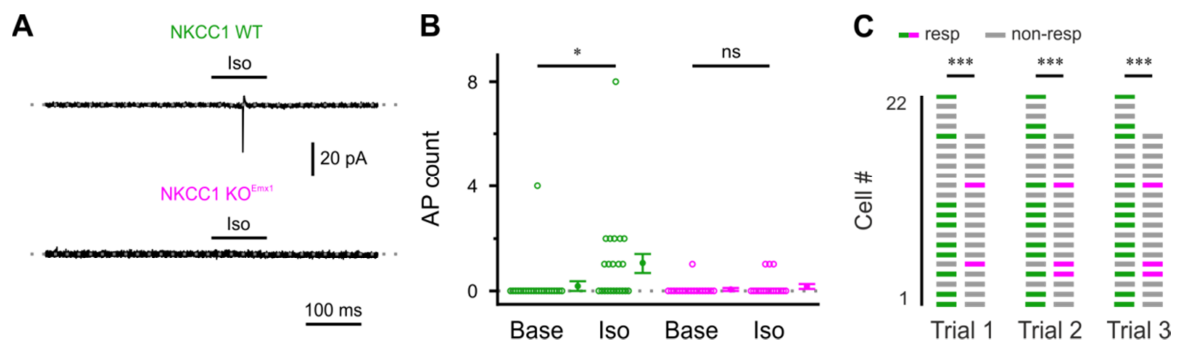 A
NKCC1 WT
Iso
20 pA
NKCC1 KO^Emx1
Iso
100 ms
B
* ns
8
4
0
AP count
Base Iso Base Iso
C
resp non-resp
*** *** ***
22
Cell #
1
Trial 1 Trial 2 Trial 3